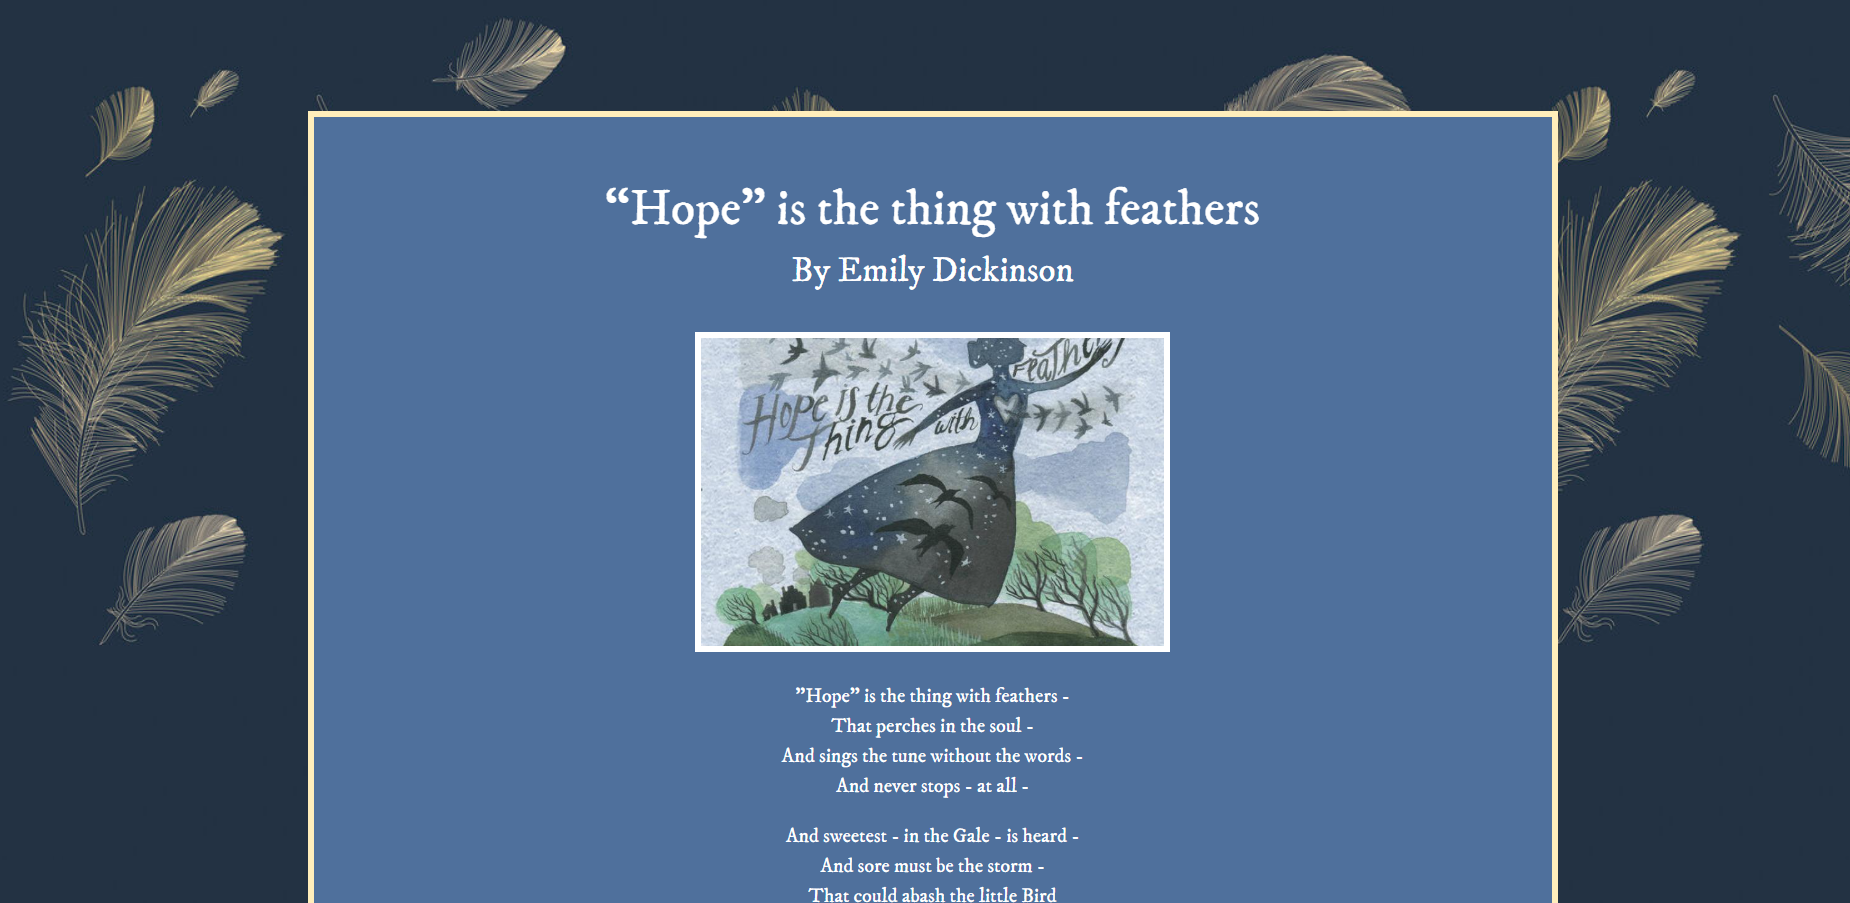 “Hope” is the thing with feathers
By Emily Dickinson
Hope is the
Thing with
Feathers
”Hope” is the thing with feathers -
That perches in the soul -
And sings the tune without the words -
And never stops - at all -
And sweetest - in the Gale - is heard -
And sore must be the storm -
That could abash the little Bird